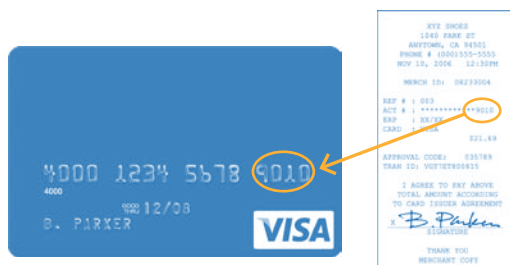 4000 1234 5678 9010
4000
12/08
B. PARKER
VISA
XYZ SHOES
1040 PARK ST
ANYTOWN, CA 94501
PHONE # (000)555-5555
NOV 10, 2006 12:30PM
MERCH ID: 08233004
REF # : 003
ACT # : ************9010
EXP : XX/XX
CARD : VISA
$21.69
APPROVAL CODE: 035789
TRAN ID:
I AGREE TO PAY ABOVE
TOTAL AMOUNT ACCORDING
TO CARD ISSUER AGREEMENT
x B. Parker
SIGNATURE
THANK YOU
MERCHANT COPY